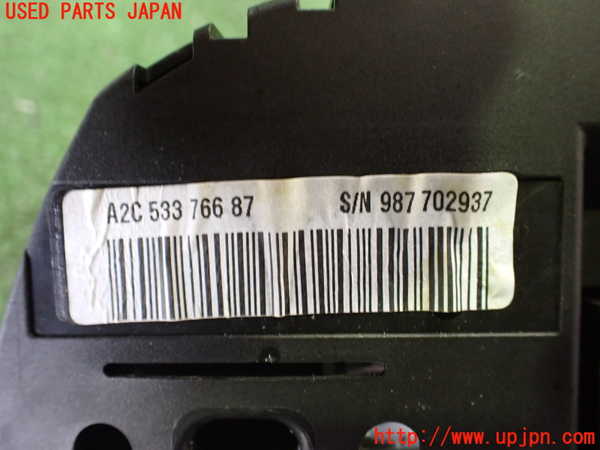 USED PARTS JAPAN
A2C 533 766 87 S/N 987 702937
http://www.upjpn.com/